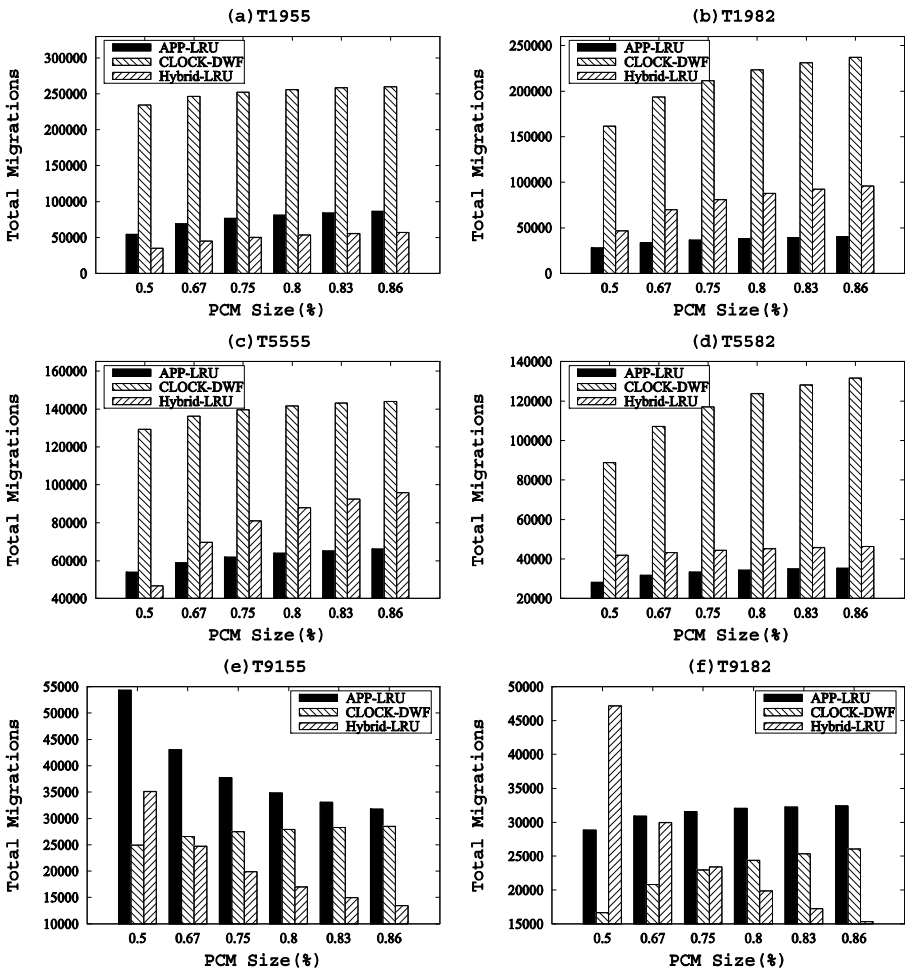 (a)T1955
Total Migrations
300000
250000
200000
150000
100000
50000
0
APP-LRU
CLOCK-DWF
Hybrid-LRU
0.5 0.67 0.75 0.8 0.83 0.86
PCM Size(%)
(b)T1982
Total Migrations
250000
200000
150000
100000
50000
0
APP-LRU
CLOCK-DWF
Hybrid-LRU
0.5 0.67 0.75 0.8 0.83 0.86
PCM Size(%)
(c)T5555
Total Migrations
160000
140000
120000
100000
80000
60000
40000
APP-LRU
CLOCK-DWF
Hybrid-LRU
0.5 0.67 0.75 0.8 0.83 0.86
PCM Size(%)
(d)T5582
Total Migrations
140000
120000
100000
80000
60000
40000
20000
APP-LRU
CLOCK-DWF
Hybrid-LRU
0.5 0.67 0.75 0.8 0.83 0.86
PCM Size(%)
(e)T9155
Total Migrations
55000
50000
45000
40000
35000
30000
25000
20000
15000
10000
APP-LRU
CLOCK-DWF
Hybrid-LRU
0.5 0.67 0.75 0.8 0.83 0.86
PCM Size(%)
(f)T9182
Total Migrations
50000
45000
40000
35000
30000
25000
20000
15000
APP-LRU
CLOCK-DWF
Hybrid-LRU
0.5 0.67 0.75 0.8 0.83 0.86
PCM Size(%)